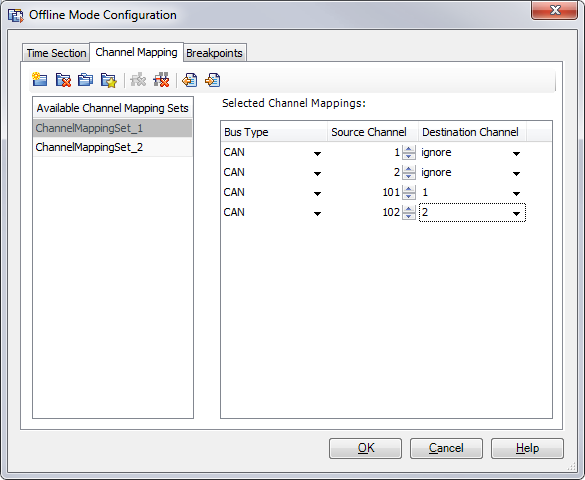 Offline Mode Configuration
Time Section Channel Mapping Breakpoints
Available Channel Mapping Sets
ChannelMappingSet_1
ChannelMappingSet_2
Selected Channel Mappings:
Bus Type Source Channel Destination Channel
CAN 1 ignore
CAN 2 ignore
CAN 101 1
CAN 102 2
OK Cancel Help